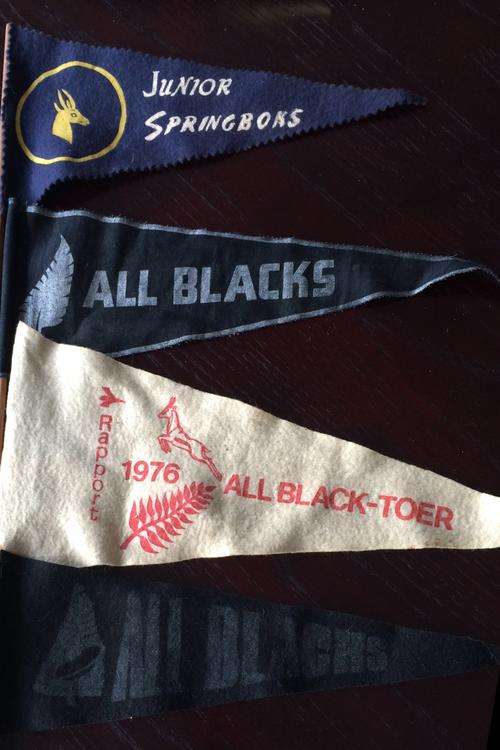 Junior
Springboks
ALL BLACKS
Rapport
1976
ALL BLACK-TOER
ALL BLACKS